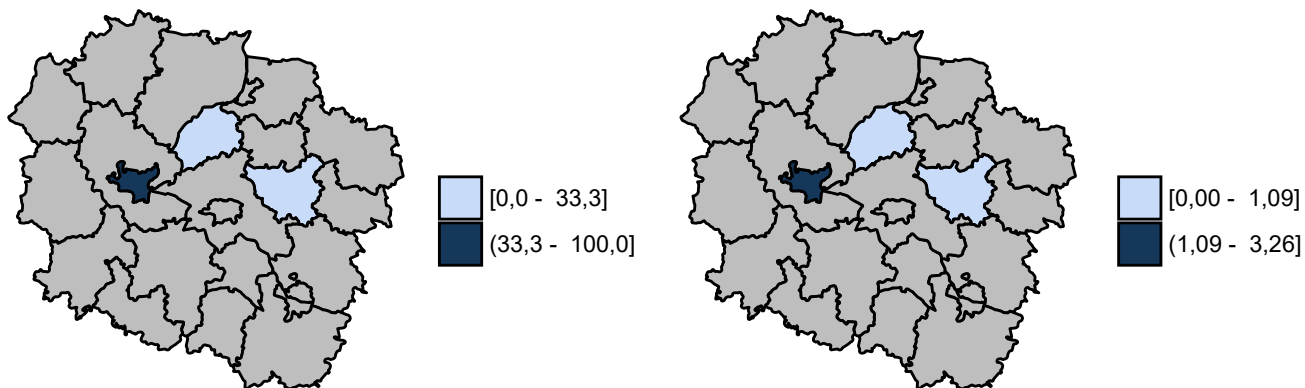 [0,0 - 33,3]
(33,3 - 100,0]
[0,00 - 1,09]
(1,09 - 3,26]